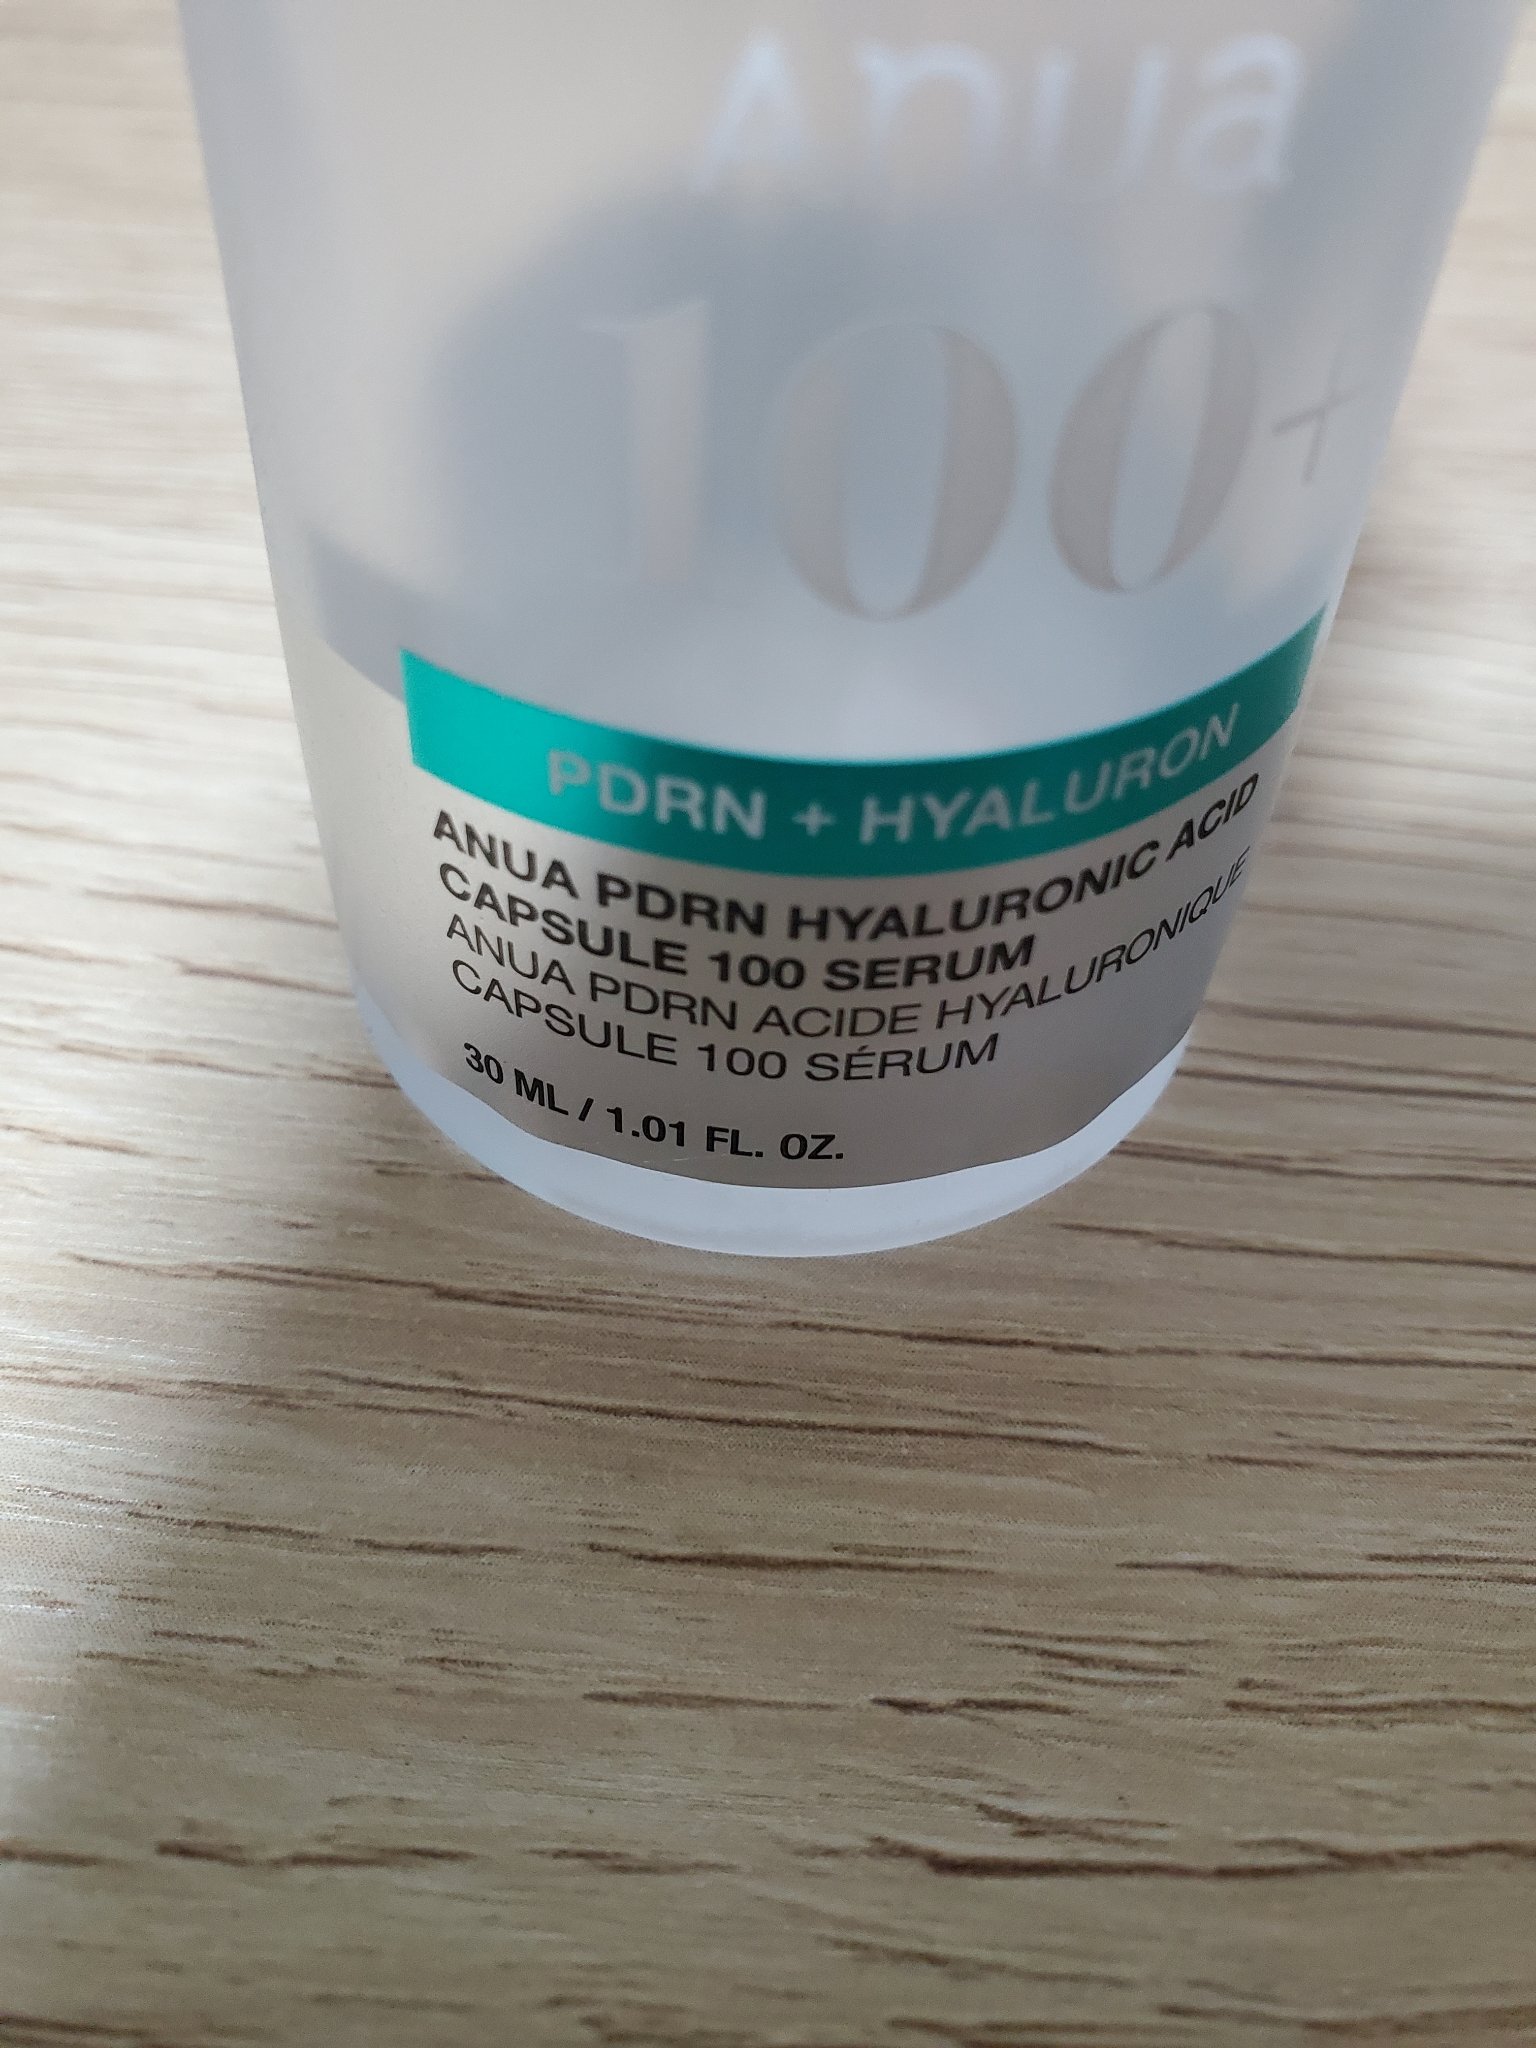 Anua
100+
PDRN + HYALURON
ANUA PDRN HYALURONIC ACID
CAPSULE 100 SERUM
ANUA PDRN ACIDE HYALURONIQUE
CAPSULE 100 SÉRUM
30 ML / 1.01 FL. OZ.